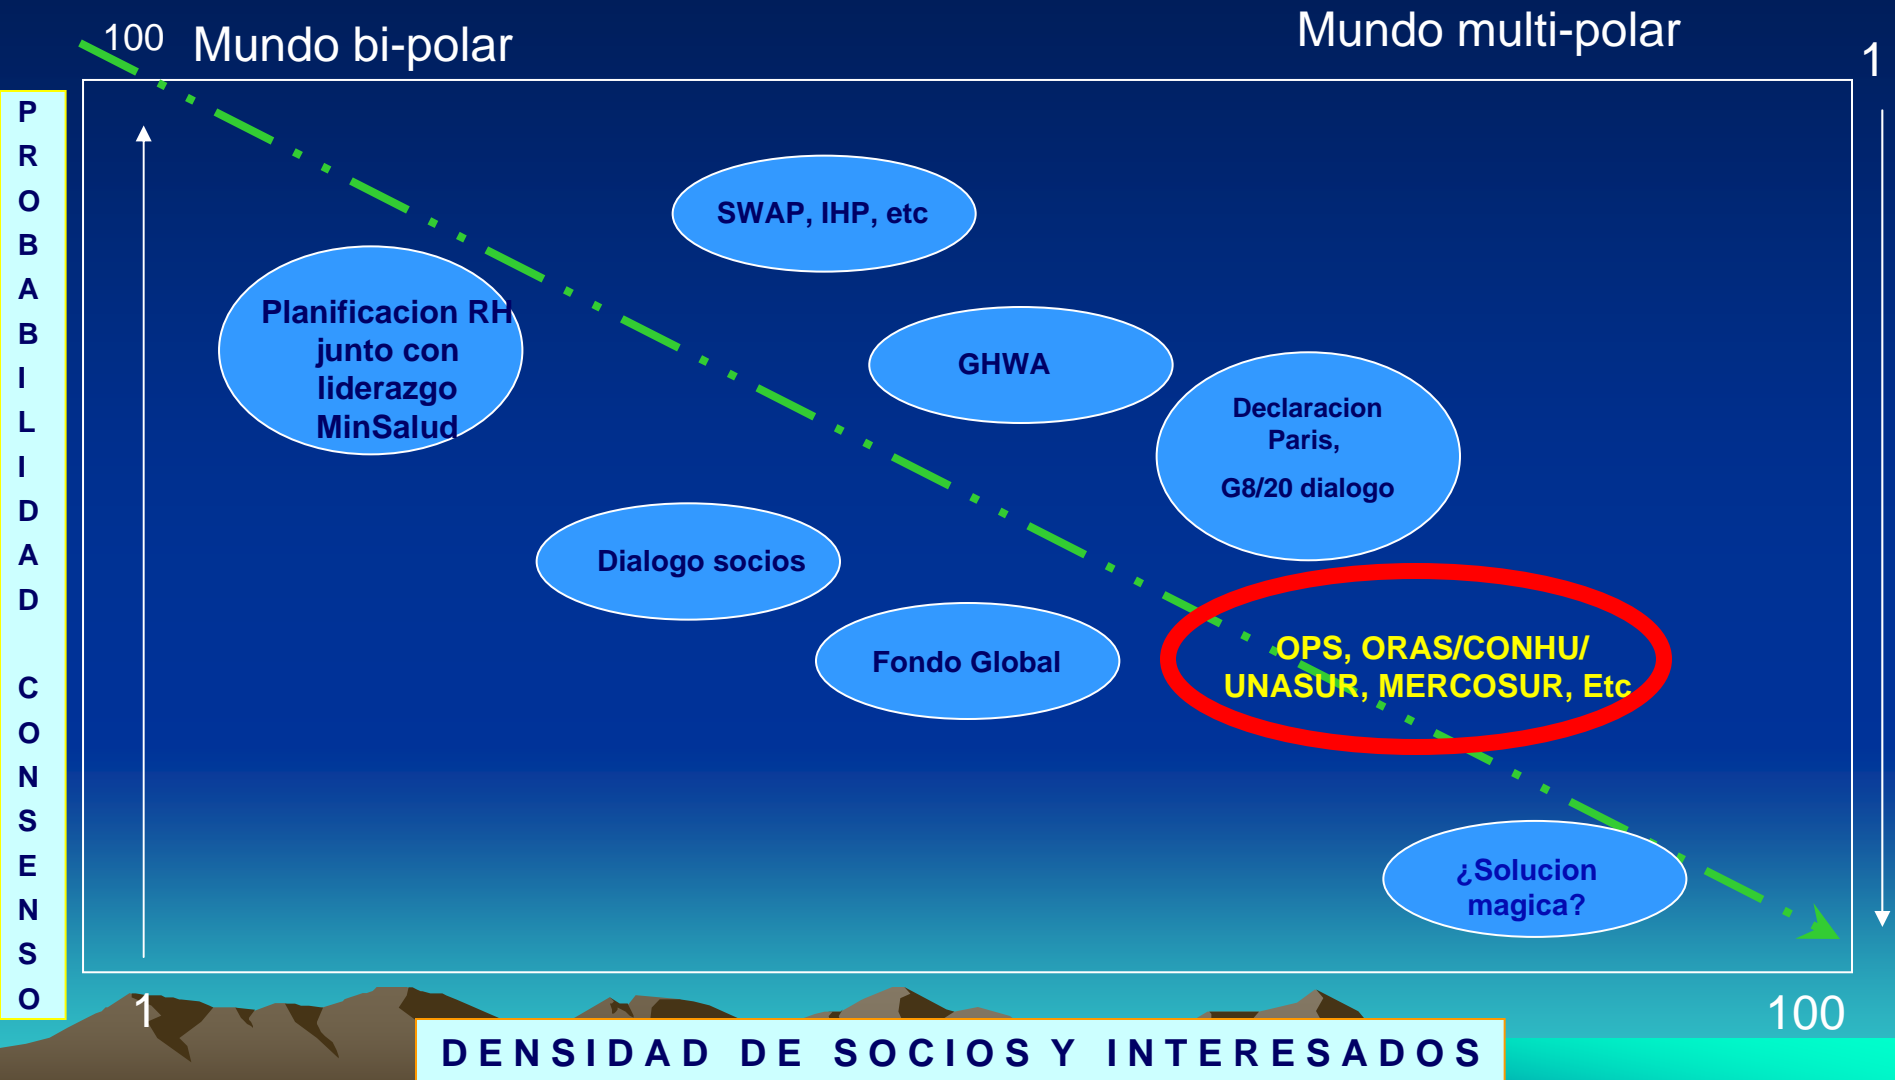 100
Mundo bi-polar
Mundo multi-polar
1
PROBABILIDAD CONSENSO
SWAP, IHP, etc
Planificacion RH
junto con
liderazgo
MinSalud
GHWA
Declaracion
Paris,
G8/20 dialogo
Dialogo socios
Fondo Global
OPS, ORAS/CONHU/
UNASUR, MERCOSUR, Etc
¿Solucion
magica?
1
100
DENSIDAD DE SOCIOS Y INTERESADOS